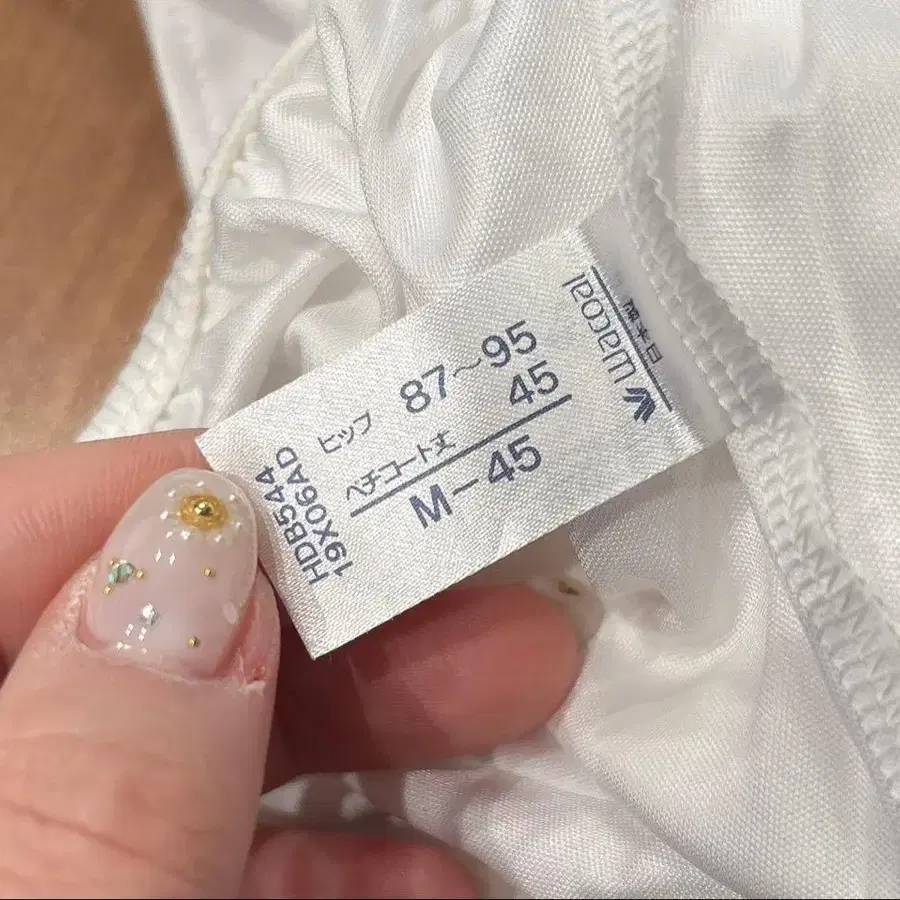 ヒップ 87〜95
ペチコート丈 45
M-45
HDB544
19X06AD
Wacoal
日本製